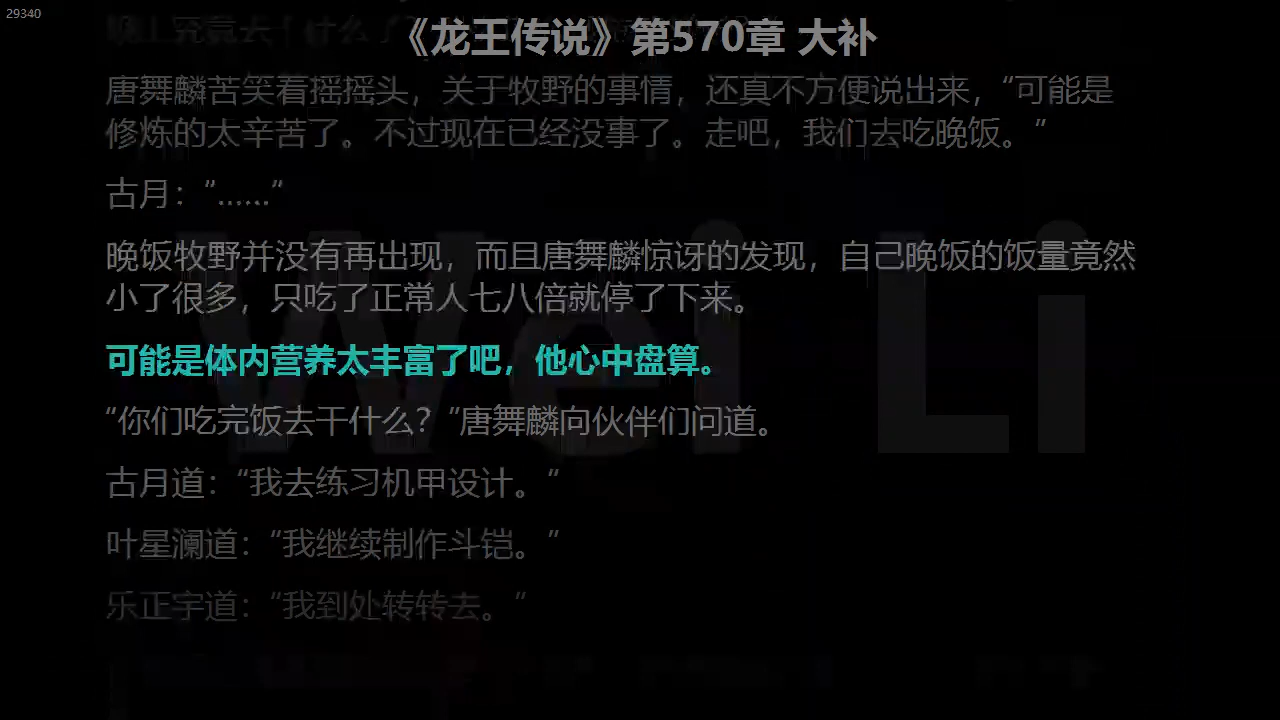 29340
《龙王传说》第570章 大补
唐舞麟苦笑着摇摇头，关于牧野的事情，还真不方便说出来，“可能是
修炼的太辛苦了。不过现在已经没事了。走吧，我们去吃晚饭。”
古月：“……”
晚饭牧野并没有再出现，而且唐舞麟惊讶的发现，自己晚饭的饭量竟然
小了很多，只吃了正常人七八倍就停了下来。
可能是体内营养太丰富了吧，他心中盘算。
“你们吃完饭去干什么？”唐舞麟向伙伴们问道。
古月道：“我去练习机甲设计。”
叶星澜道：“我继续制作斗铠。”
乐正宇道：“我到处转转去。”
Wei Li